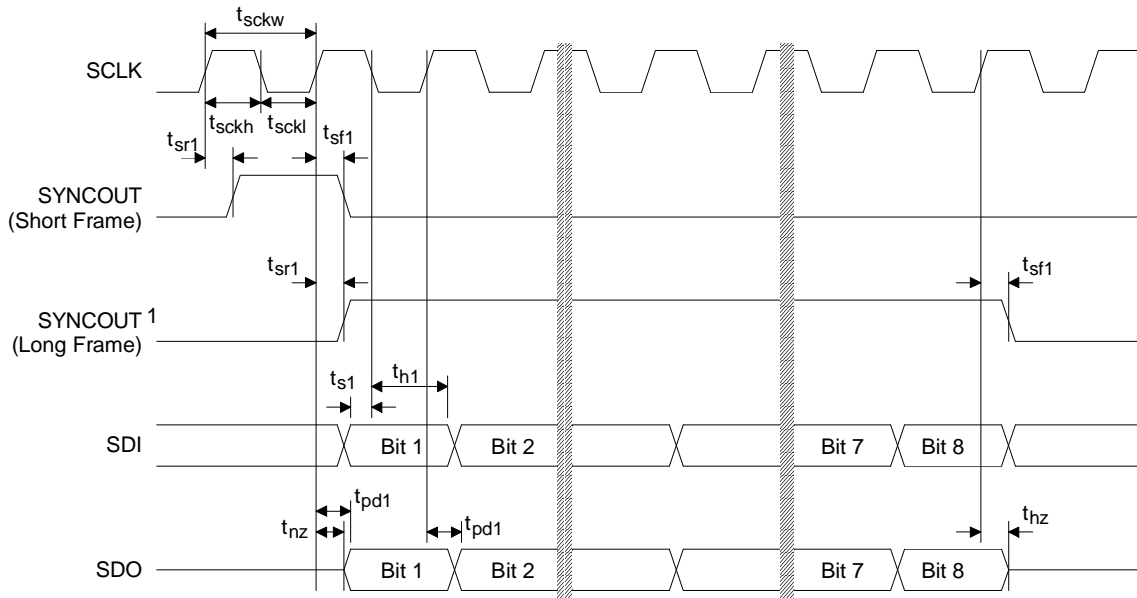 tsckw
SCLK
tsckh tsckl
tsr1 tsf1
SYNCOUT
(Short Frame)
tsr1 tsf1
SYNCOUT 1
(Long Frame)
ts1 th1
SDI Bit 1 Bit 2 Bit 7 Bit 8
tpd1
tnz tpd1 thz
SDO Bit 1 Bit 2 Bit 7 Bit 8